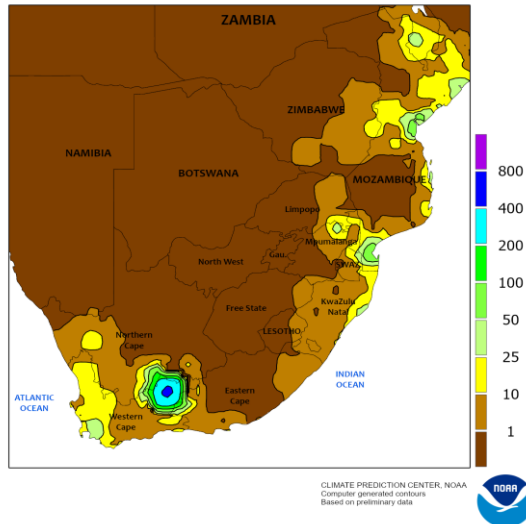 ZAMBIA
ZIMBABWE
NAMIBIA
BOTSWANA
MOZAMBIQUE
Limpopo
Mpumalanga
North West
Gau.
SWAZ.
Free State
KwaZulu
Natal
LESOTHO
Northern
Cape
Eastern
Cape
Western
Cape
ATLANTIC
OCEAN
INDIAN
OCEAN
800
400
200
100
50
25
10
1
CLIMATE PREDICTION CENTER, NOAA
Computer generated contours
Based on preliminary data
NOAA